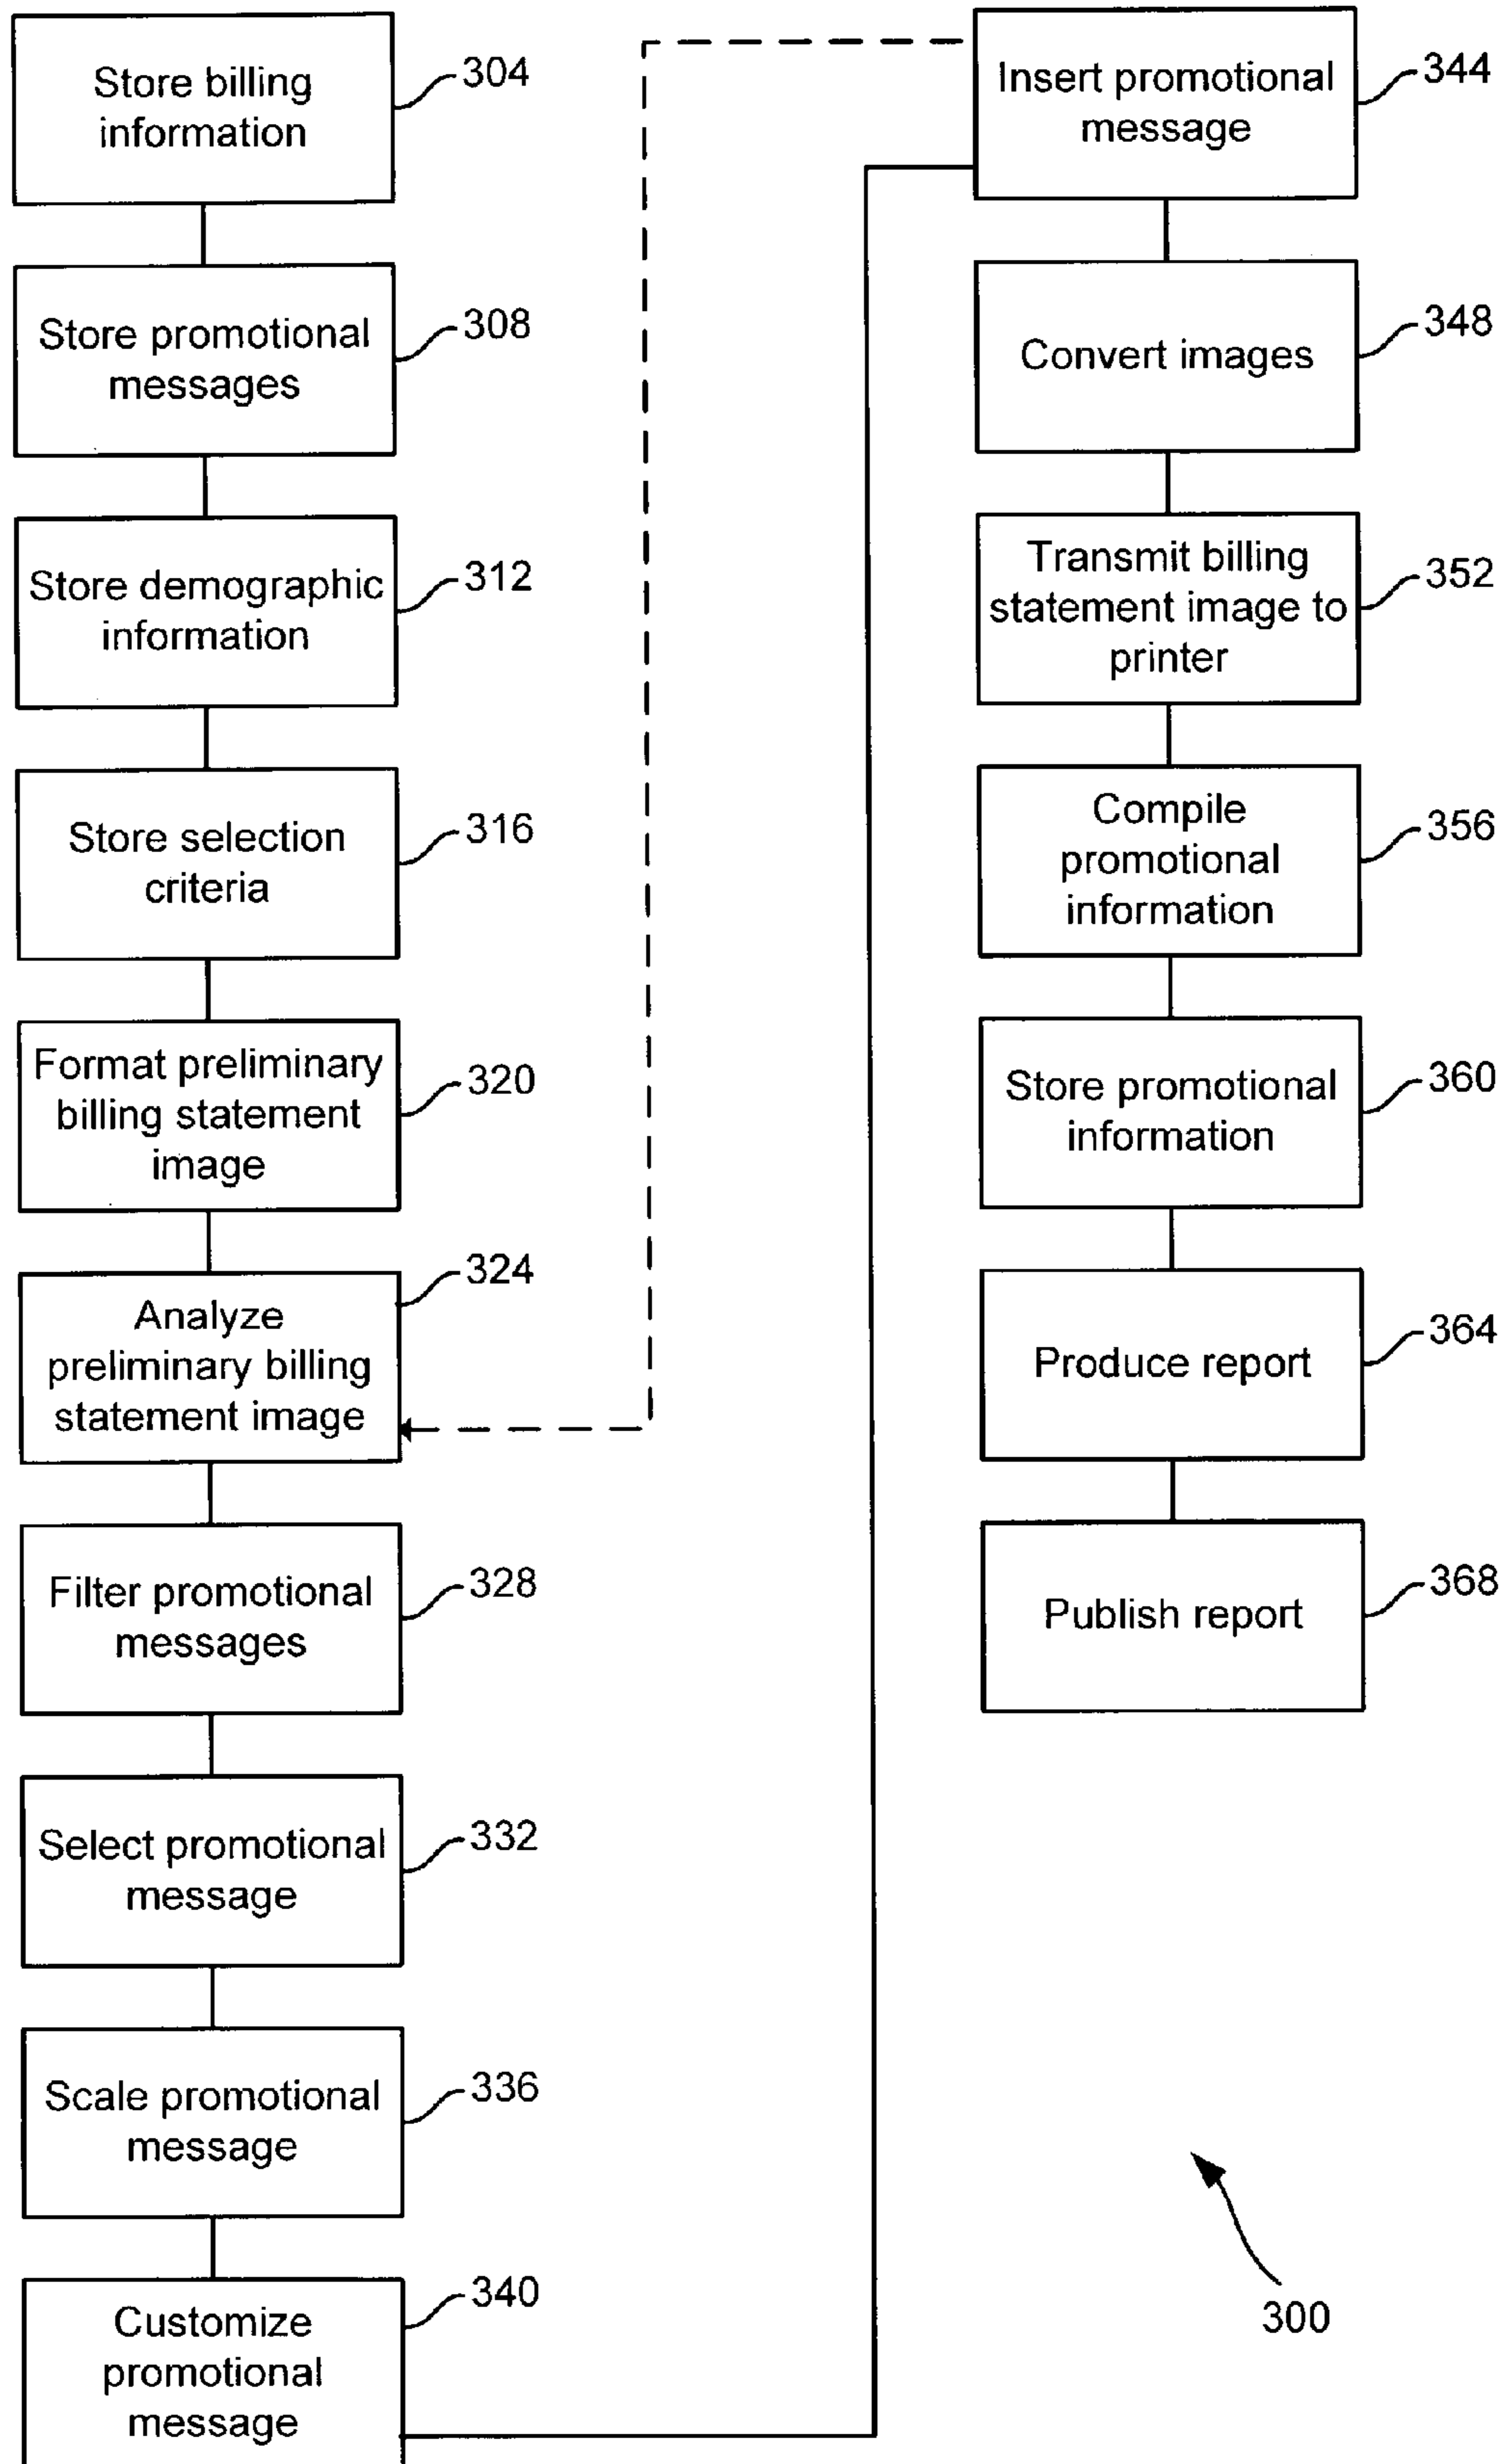 Store billing
information
304
Store promotional
messages
308
Store demographic
information
312
Store selection
criteria
316
Format preliminary
billing statement
image
320
Analyze
preliminary billing
statement image
324
Filter promotional
messages
328
Select promotional
message
332
Scale promotional
message
336
Customize
promotional
message
340
Insert promotional
message
344
Convert images
348
Transmit billing
statement image to
printer
352
Compile
promotional
information
356
Store promotional
information
360
Produce report
364
Publish report
368
300